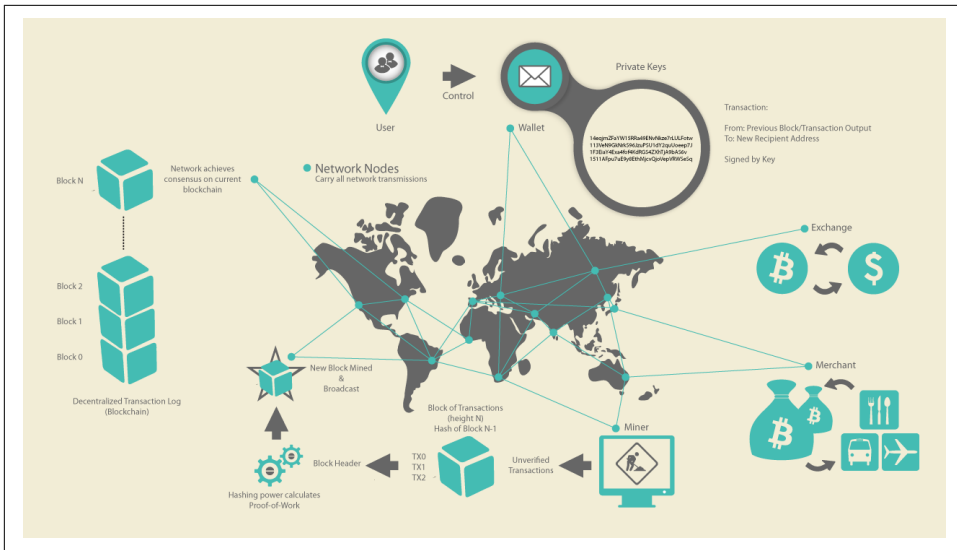 User
Control
Private Keys
Transaction:
From: Previous Block/Transaction Output
To: New Recipient Address
Signed by Key
Wallet
Network Nodes
Carry all network transmissions
Block N
Network achieves
consensus on current
blockchain
Exchange
Block 2
Block 1
Block 0
Decentralized Transaction Log
(Blockchain)
New Block Mined
&
Broadcast
Merchant
Block of Transactions
(height N)
Hash of Block N-1
Miner
TX0
TX1
TX2
Block Header
Unverified
Transactions
Hashing power calculates
Proof-of-Work